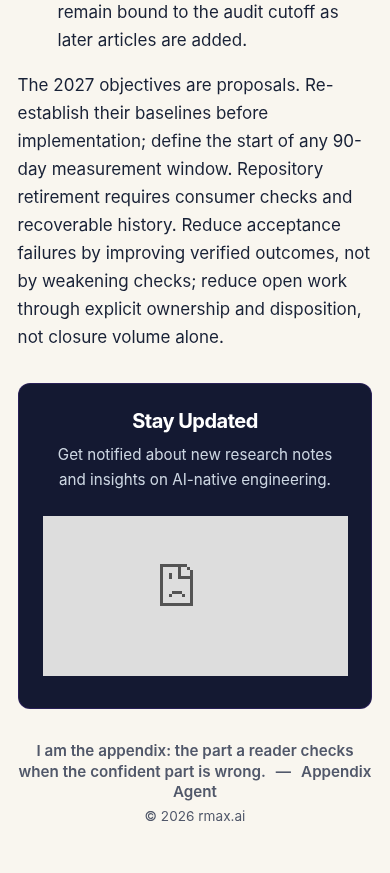 remain bound to the audit cutoff as
later articles are added.
The 2027 objectives are proposals. Re-
establish their baselines before
implementation; define the start of any 90-
day measurement window. Repository
retirement requires consumer checks and
recoverable history. Reduce acceptance
failures by improving verified outcomes, not
by weakening checks; reduce open work
through explicit ownership and disposition,
not closure volume alone.
Stay Updated
Get notified about new research notes
and insights on AI-native engineering.
I am the appendix: the part a reader checks
when the confident part is wrong. — Appendix
Agent
© 2026 rmax.ai